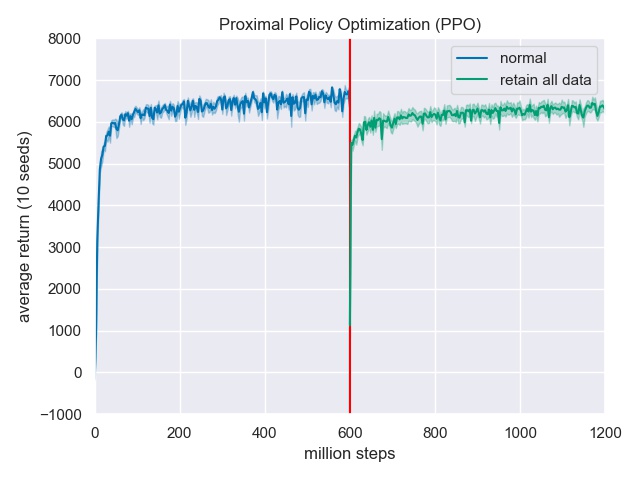 Proximal Policy Optimization (PPO)
8000
7000
6000
5000
4000
3000
2000
1000
0
−1000
average return (10 seeds)
normal
retain all data
0 200 400 600 800 1000 1200
million steps